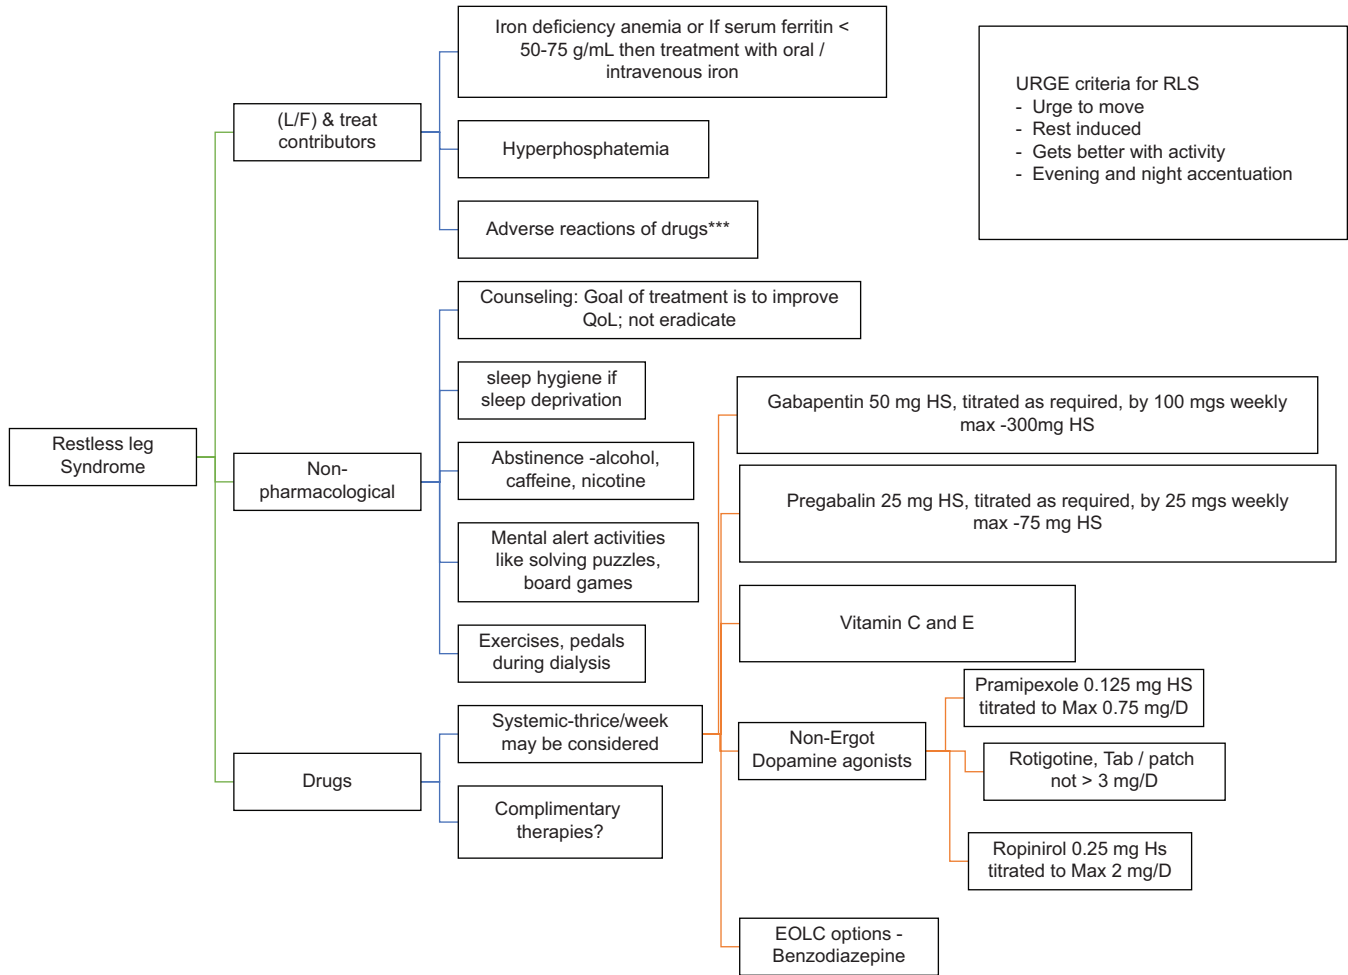 Iron deficiency anemia or If serum ferritin <
50-75 g/mL then treatment with oral /
intravenous iron
URGE criteria for RLS
- Urge to move
- Rest induced
- Gets better with activity
- Evening and night accentuation
(L/F) & treat
contributors
Hyperphosphatemia
Adverse reactions of drugs***
Counseling: Goal of treatment is to improve
QoL; not eradicate
sleep hygiene if
sleep deprivation
Restless leg
Syndrome
Non-
pharmacological
Abstinence -alcohol,
caffeine, nicotine
Mental alert activities
like solving puzzles,
board games
Exercises, pedals
during dialysis
Drugs
Systemic-thrice/week
may be considered
Complimentary
therapies?
Gabapentin 50 mg HS, titrated as required, by 100 mgs weekly
max -300mg HS
Pregabalin 25 mg HS, titrated as required, by 25 mgs weekly
max -75 mg HS
Vitamin C and E
Non-Ergot
Dopamine agonists
Pramipexole 0.125 mg HS
titrated to Max 0.75 mg/D
Rotigotine, Tab / patch
not > 3 mg/D
Ropinirol 0.25 mg Hs
titrated to Max 2 mg/D
EOLC options -
Benzodiazepine